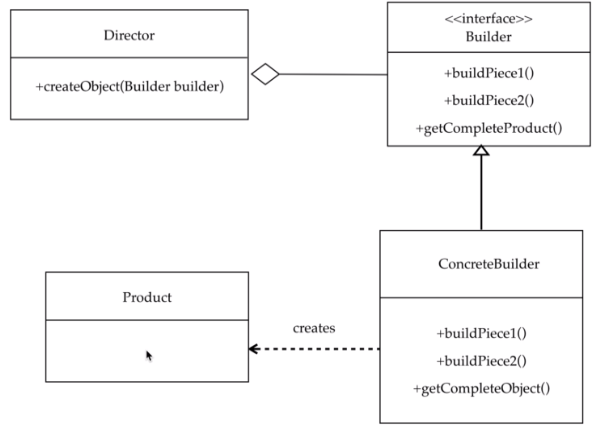 Director
+createObject(Builder builder)
<<interface>>
Builder
+buildPiece1()
+buildPiece2()
+getCompleteProduct()
Product
creates
ConcreteBuilder
+buildPiece1()
+buildPiece2()
+getCompleteObject()